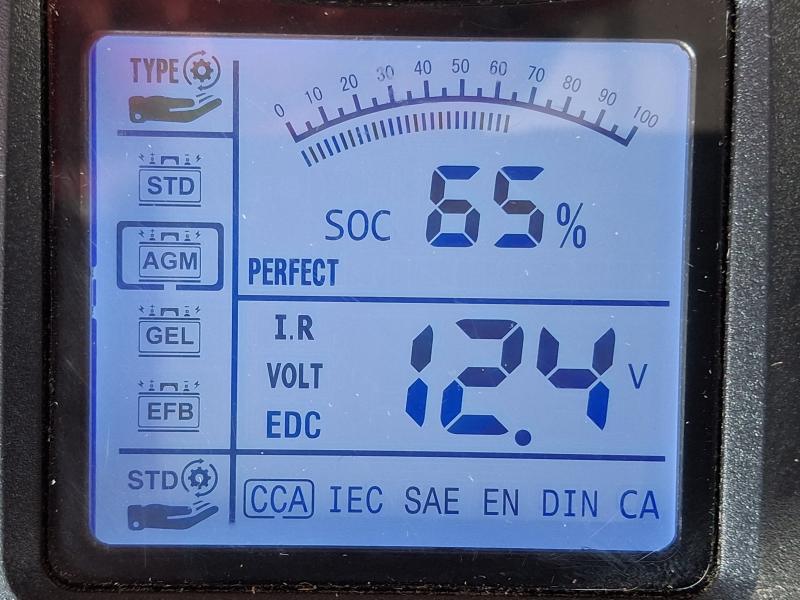 TYPE
0 10 20 30 40 50 60 70 80 90 100
STD
SOC 65%
AGM
PERFECT
GEL
I.R
VOLT
12.4 V
EFB
EDC
STD
CCA IEC SAE EN DIN CA